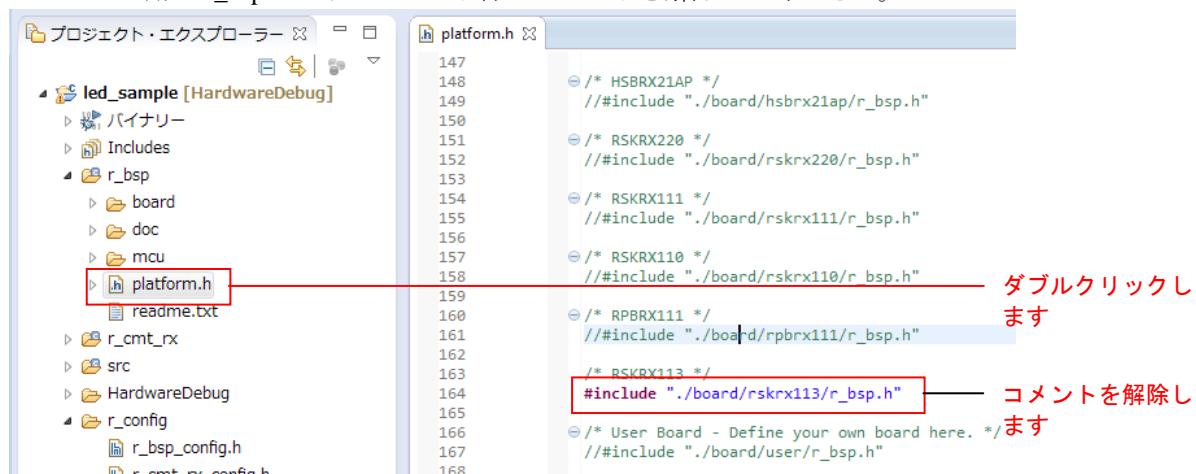 プロジェクト・エクスプローラー
led_sample [HardwareDebug]
バイナリー
Includes
r_bsp
board
doc
mcu
platform.h
readme.txt
r_cmt_rx
src
HardwareDebug
r_config
r_bsp_config.h
platform.h
147
148 /* HSBRX21AP */
149 //#include "./board/hsbrx21ap/r_bsp.h"
150
151 /* RSKRX220 */
152 //#include "./board/rskrx220/r_bsp.h"
153
154 /* RSKRX111 */
155 //#include "./board/rskrx111/r_bsp.h"
156
157 /* RSKRX110 */
158 //#include "./board/rskrx110/r_bsp.h"
159
160 /* RPBRX111 */
161 //#include "./board/rpbrx111/r_bsp.h"
162
163 /* RSKRX113 */
164 #include "./board/rskrx113/r_bsp.h"
165
166 /* User Board - Define your own board here. */
167 //#include "./board/user/r_bsp.h"
168
ダブルクリックし
ます
コメントを解除し
ます